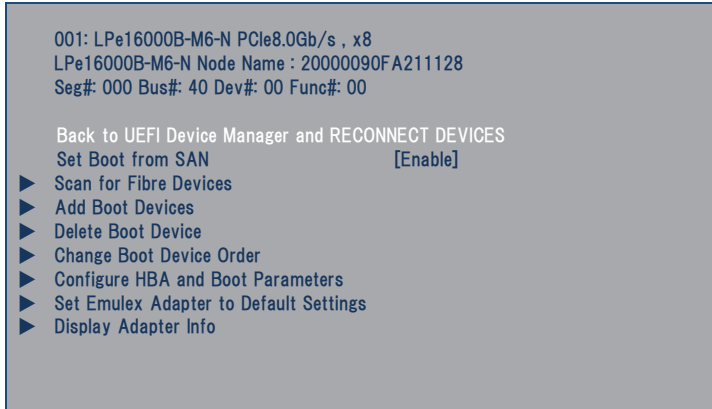 001: LPe16000B-M6-N PCIe8.0Gb/s , x8
LPe16000B-M6-N Node Name : 20000090FA211128
Seg#: 000 Bus#: 40 Dev#: 00 Func#: 00
Back to UEFI Device Manager and RECONNECT DEVICES
Set Boot from SAN [Enable]
Scan for Fibre Devices
Add Boot Devices
Delete Boot Device
Change Boot Device Order
Configure HBA and Boot Parameters
Set Emulex Adapter to Default Settings
Display Adapter Info